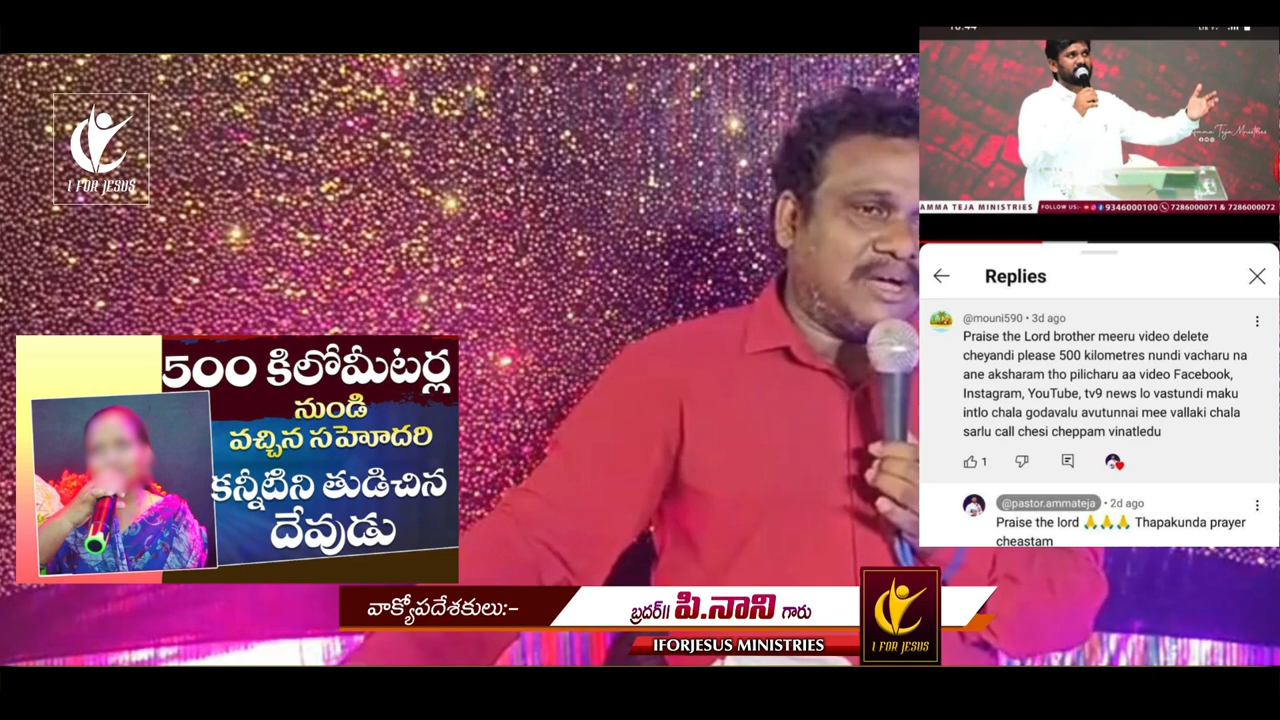 I FOR JESUS
500 కిలోమీటర్ల
నుండి
వచ్చిన సహెూదరి
కన్నీటిని తుడిచిన
దేవుడు
వాక్యోపదేశకులు:-
బ్రదర్॥ పి.నాని గారు
IFORJESUS MINISTRIES
I FOR JESUS
AMMA TEJA MINISTRIES
FOLLOW US:- 9346000100 7286000071 & 7286000072
Replies
@mouni590 • 3d ago
Praise the Lord brother meeru video delete
cheyandi please 500 kilometres nundi vacharu na
ane aksharam tho pilicharu aa video Facebook,
Instagram, YouTube, tv9 news lo vastundi maku
intlo chala godavalu avutunnai mee vallaki chala
sarlu call chesi cheppam vinatledu
1
@pastor.ammateja • 2d ago
Praise the lord 🙏🙏🙏 Thapakunda prayer
cheastam